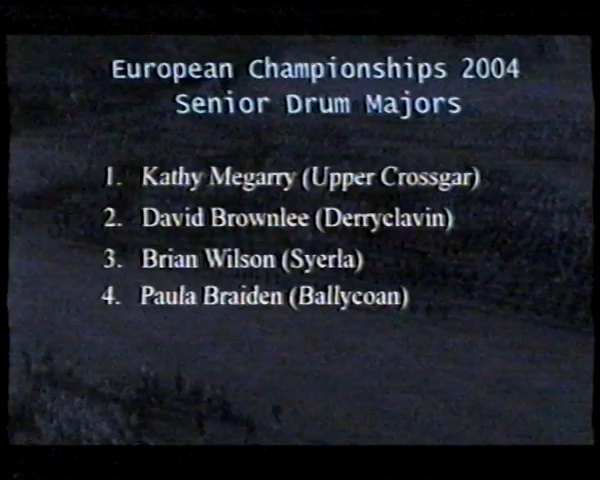 European Championships 2004
Senior Drum Majors
1. Kathy Megarry (Upper Crossgar)
2. David Brownlee (Derryclavin)
3. Brian Wilson (Syerla)
4. Paula Braiden (Ballycoan)